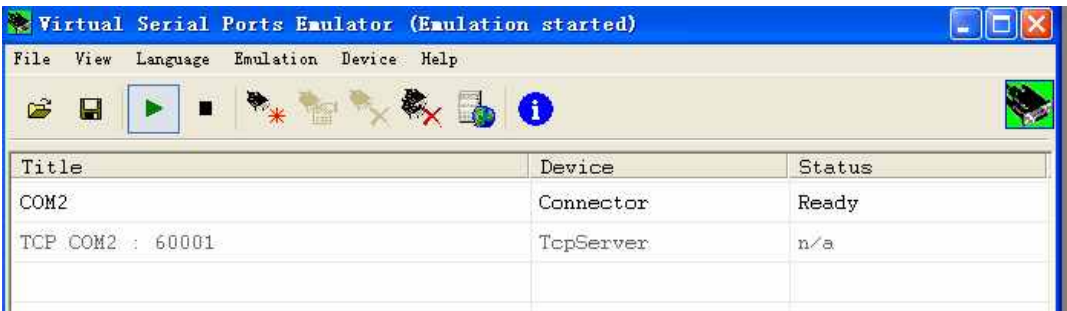 Virtual Serial Ports Emulator (Emulation started)
File View Language Emulation Device Help
Title Device Status
COM2 Connector Ready
TCP COM2 : 60001 TcpServer n/a